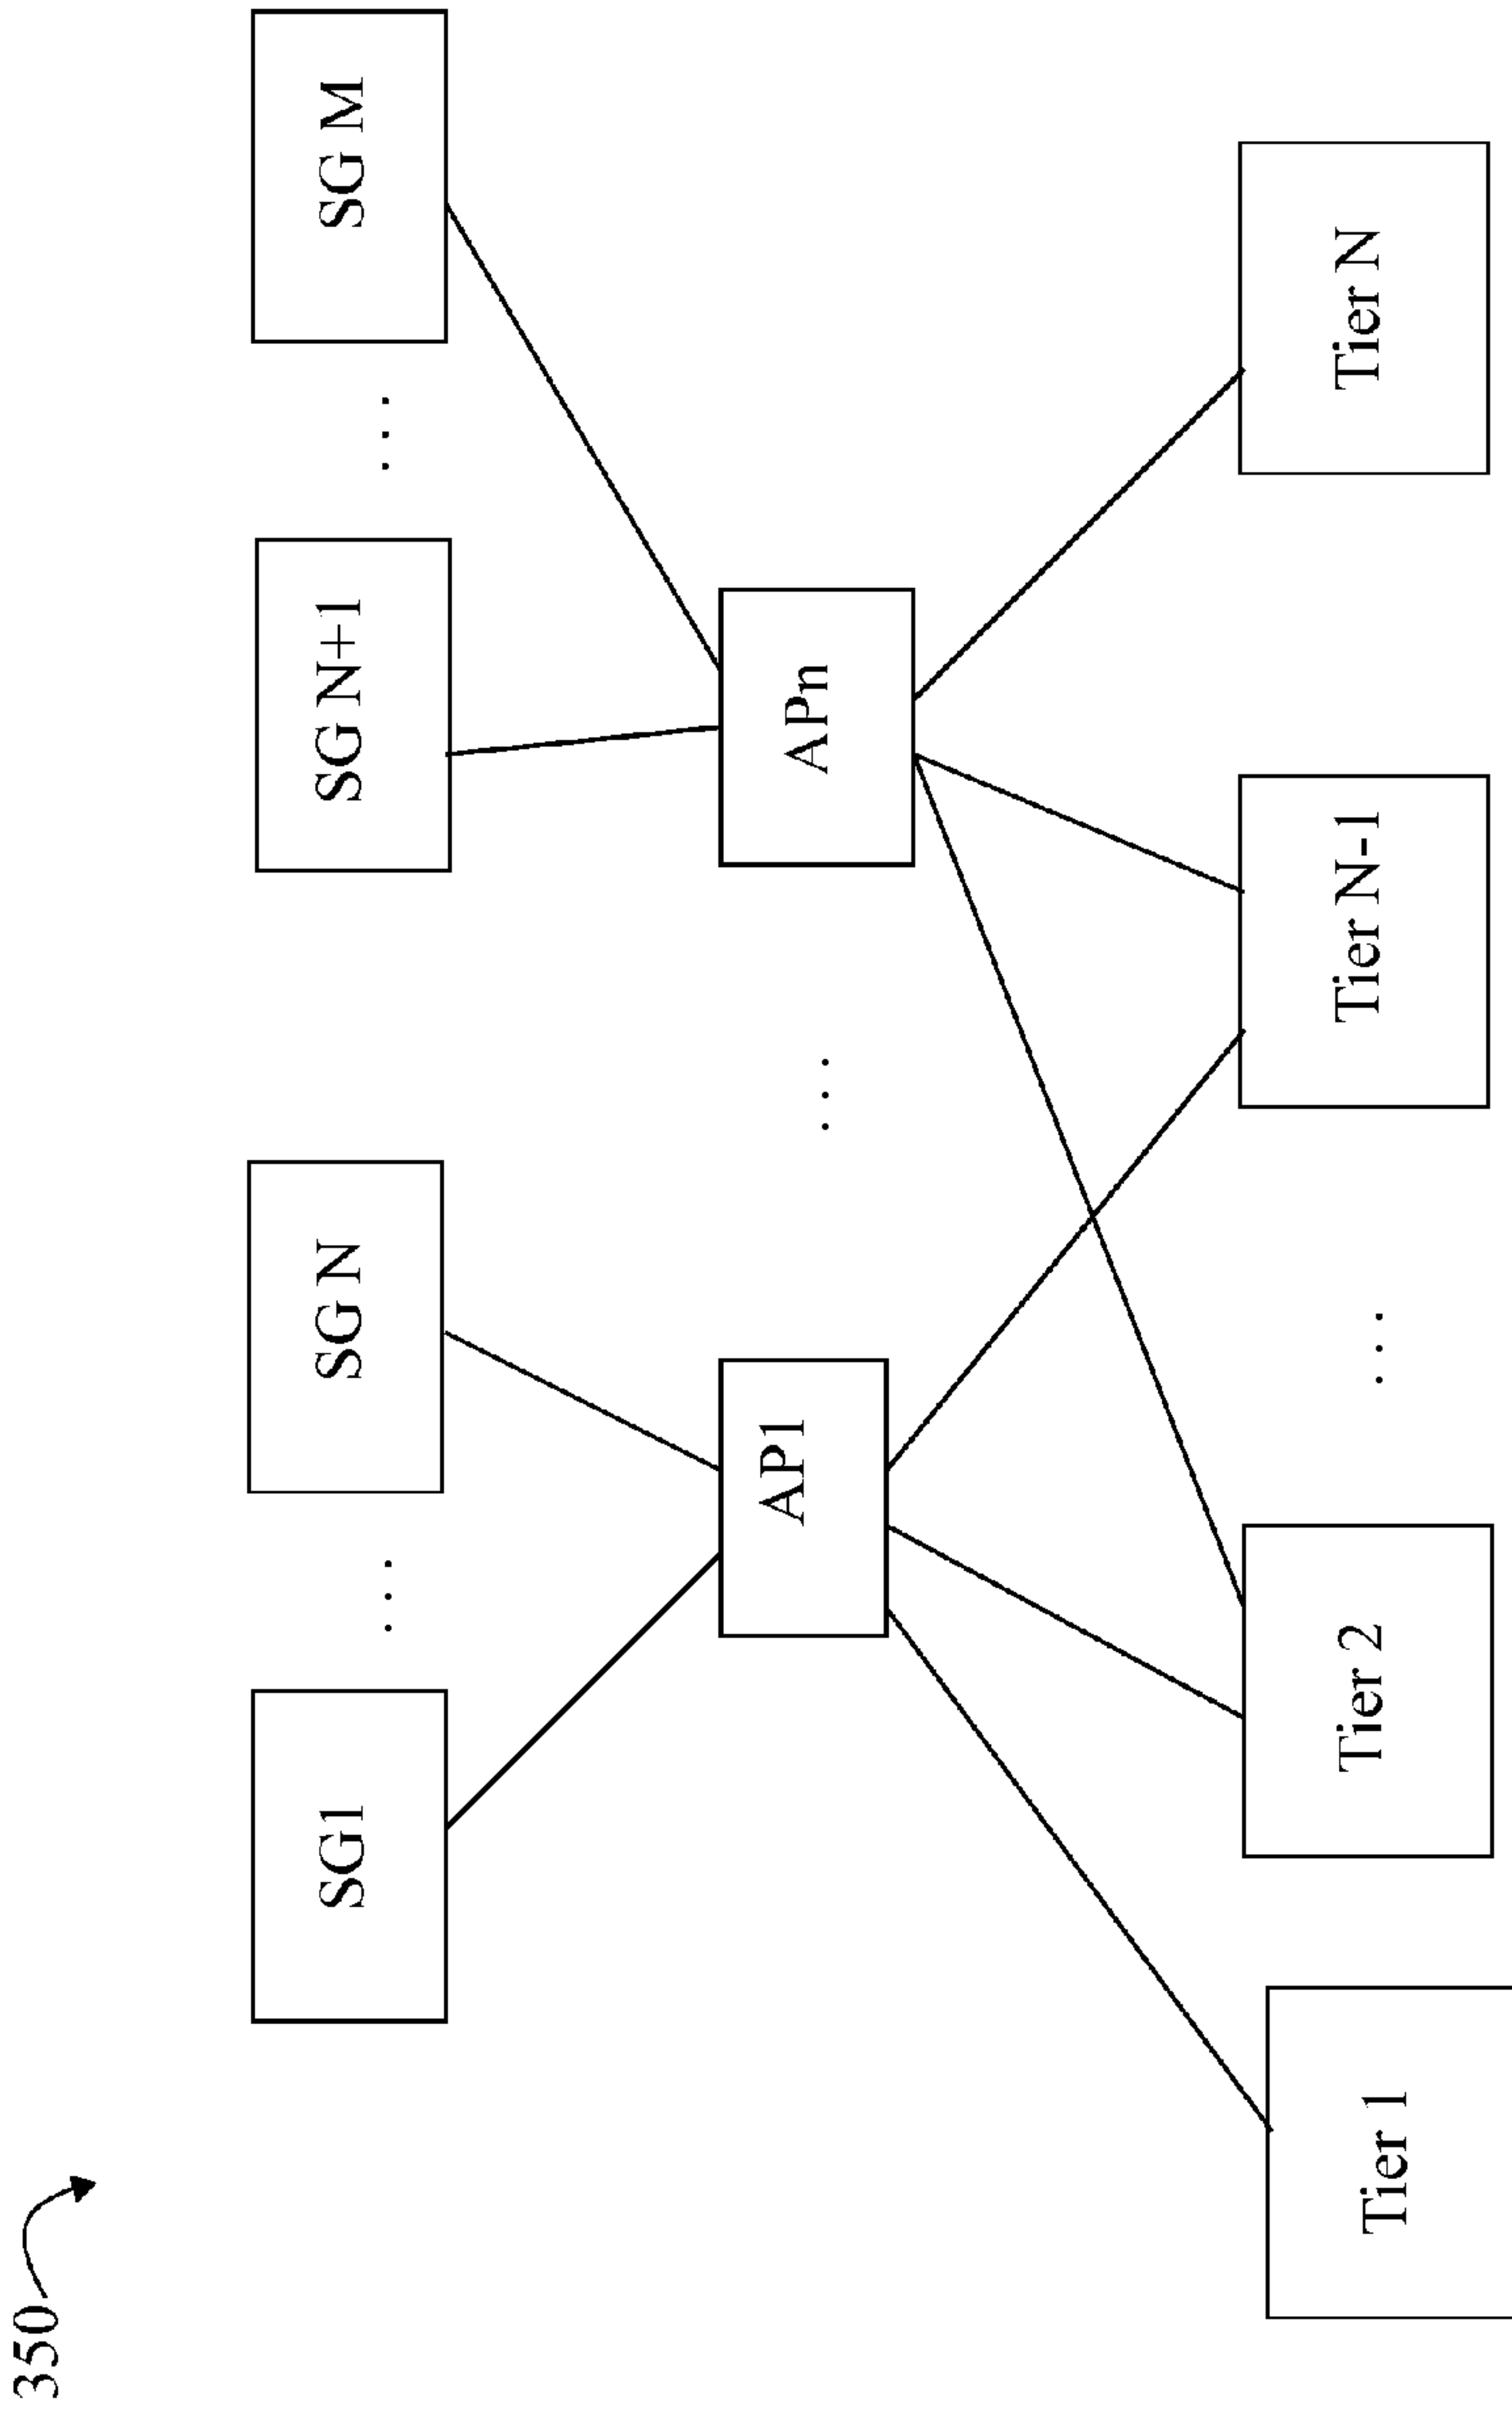 350
SG1
. . .
SG N
SG N+1
. . .
SG M
AP1
. . .
APn
Tier 1
Tier 2
. . .
Tier N-1
Tier N